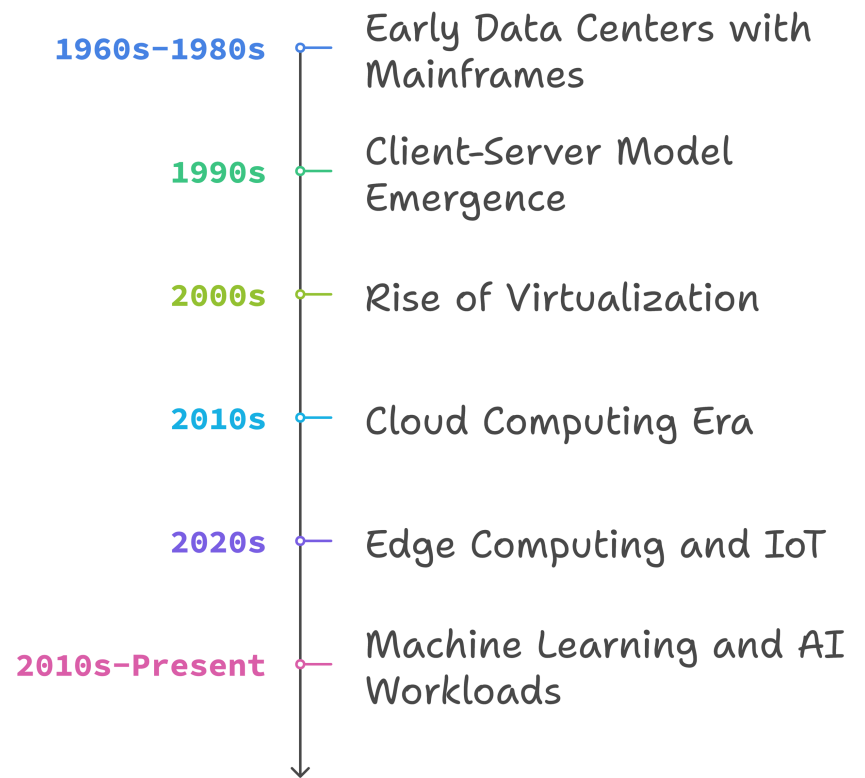 1960s-1980s
Early Data Centers with
Mainframes
1990s
Client-Server Model
Emergence
2000s
Rise of Virtualization
2010s
Cloud Computing Era
2020s
Edge Computing and IoT
2010s-Present
Machine Learning and AI
Workloads